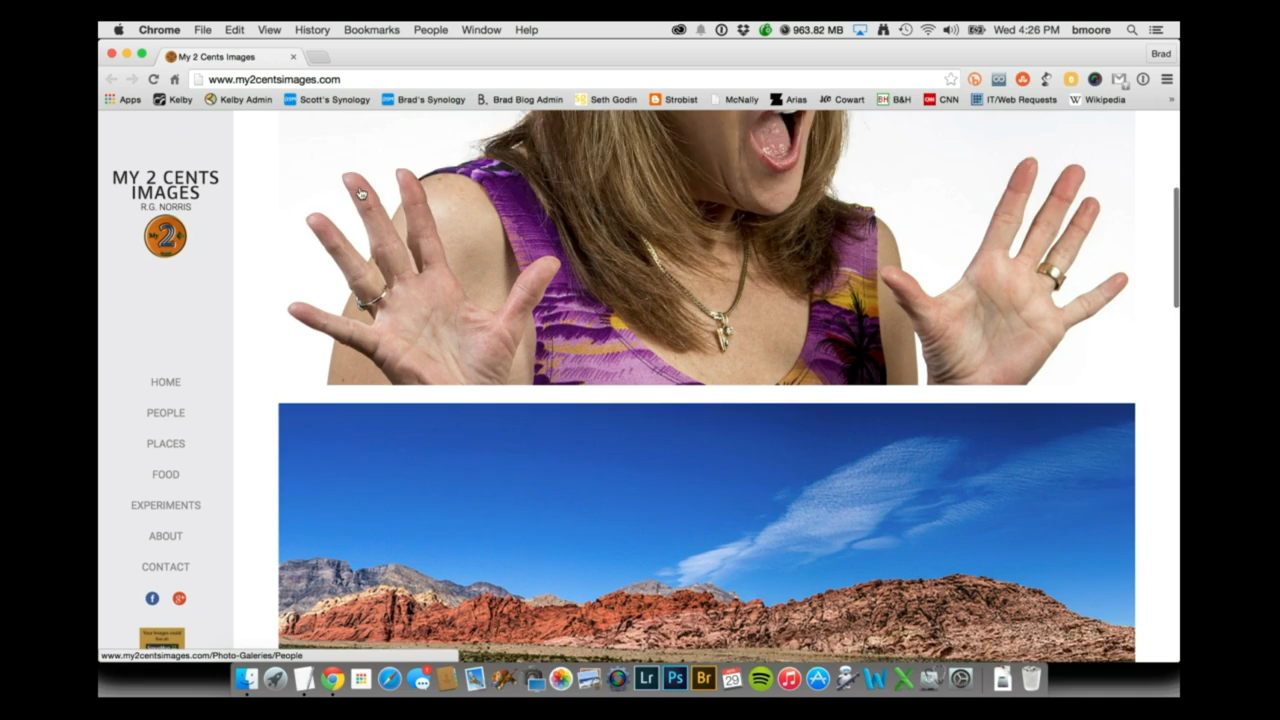 Chrome File Edit View History Bookmarks People Window Help 963.82 MB Wed 4:26 PM bmoore
My 2 Cents Images Brad
www.my2centsimages.com
Apps Kelby Kelby Admin Scott's Synology Brad's Synology B. Brad Blog Admin Seth Godin Strobist McNally Arias Cowart B&H CNN IT/Web Requests W Wikipedia »
MY 2 CENTS
IMAGES
R.G. NORRIS
2
HOME
PEOPLE
PLACES
FOOD
EXPERIMENTS
ABOUT
CONTACT
www.my2centsimages.com/Photo-Galeries/People
Lr Ps Br 29